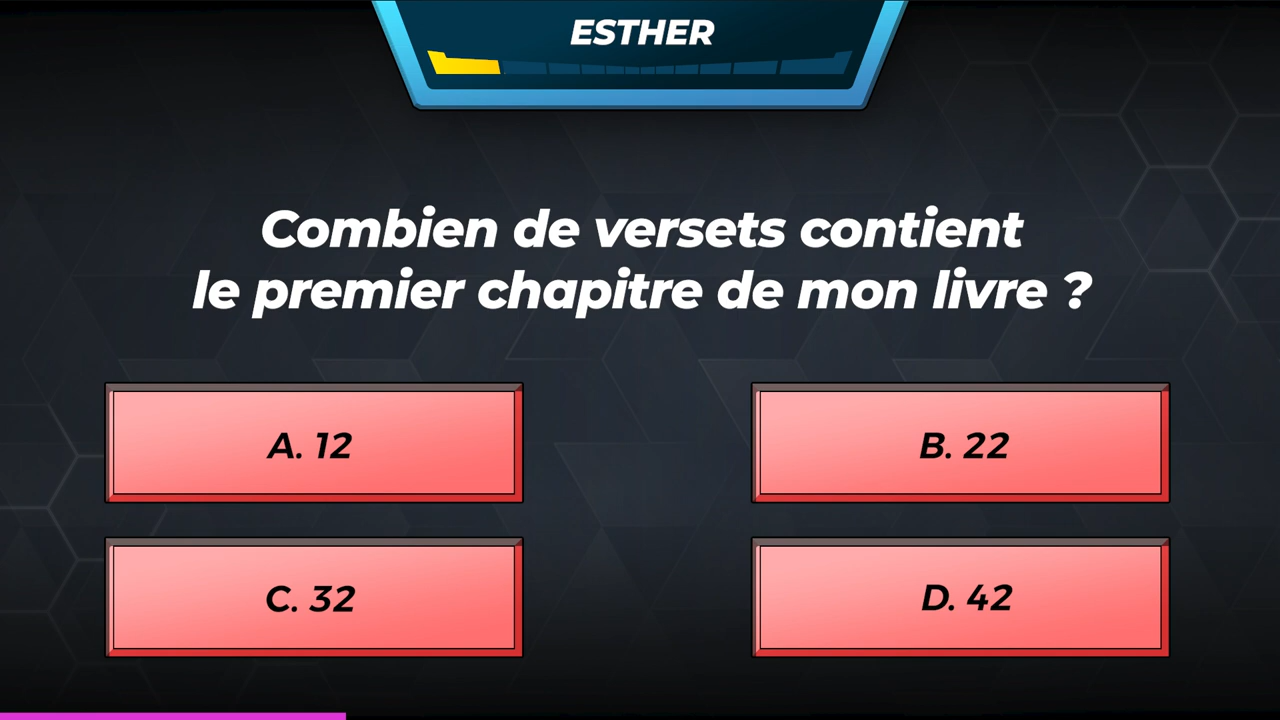 ESTHER
Combien de versets contient
le premier chapitre de mon livre ?
A. 12
B. 22
C. 32
D. 42